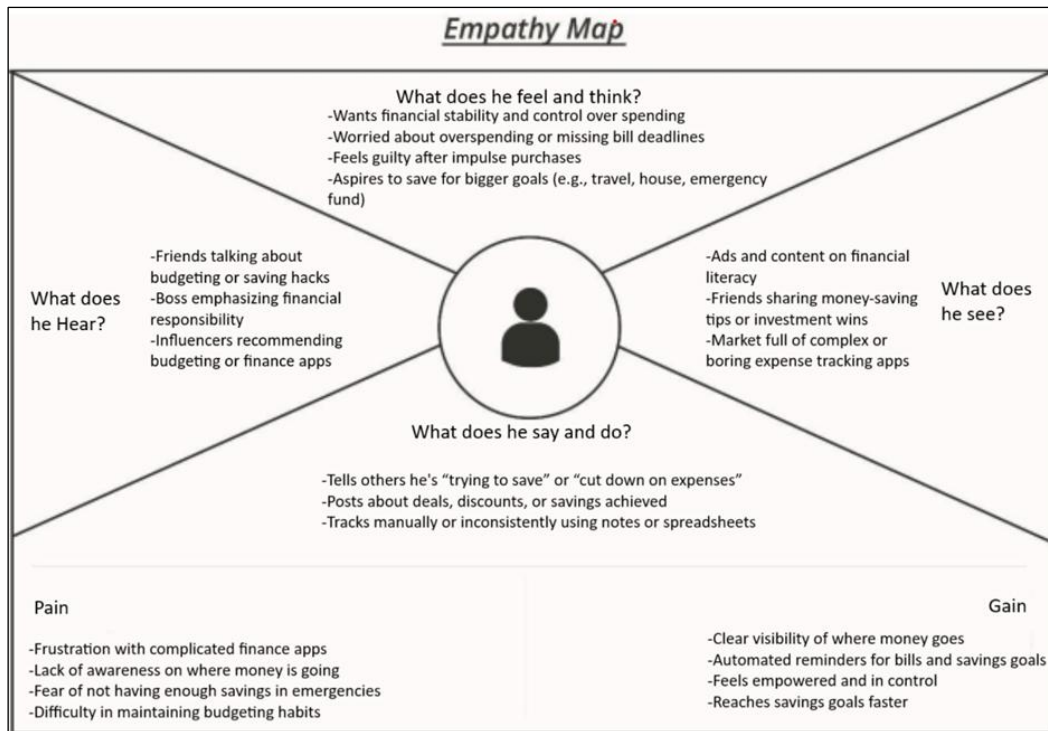 Empathy Map
What does he feel and think?
-Wants financial stability and control over spending
-Worried about overspending or missing bill deadlines
-Feels guilty after impulse purchases
-Aspires to save for bigger goals (e.g., travel, house, emergency
fund)
What does
he Hear?
-Friends talking about
budgeting or saving hacks
-Boss emphasizing financial
responsibility
-Influencers recommending
budgeting or finance apps
-Ads and content on financial
literacy
-Friends sharing money-saving
tips or investment wins
-Market full of complex or
boring expense tracking apps
What does
he see?
What does he say and do?
-Tells others he's “trying to save” or “cut down on expenses”
-Posts about deals, discounts, or savings achieved
-Tracks manually or inconsistently using notes or spreadsheets
Pain
-Frustration with complicated finance apps
-Lack of awareness on where money is going
-Fear of not having enough savings in emergencies
-Difficulty in maintaining budgeting habits
Gain
-Clear visibility of where money goes
-Automated reminders for bills and savings goals
-Feels empowered and in control
-Reaches savings goals faster